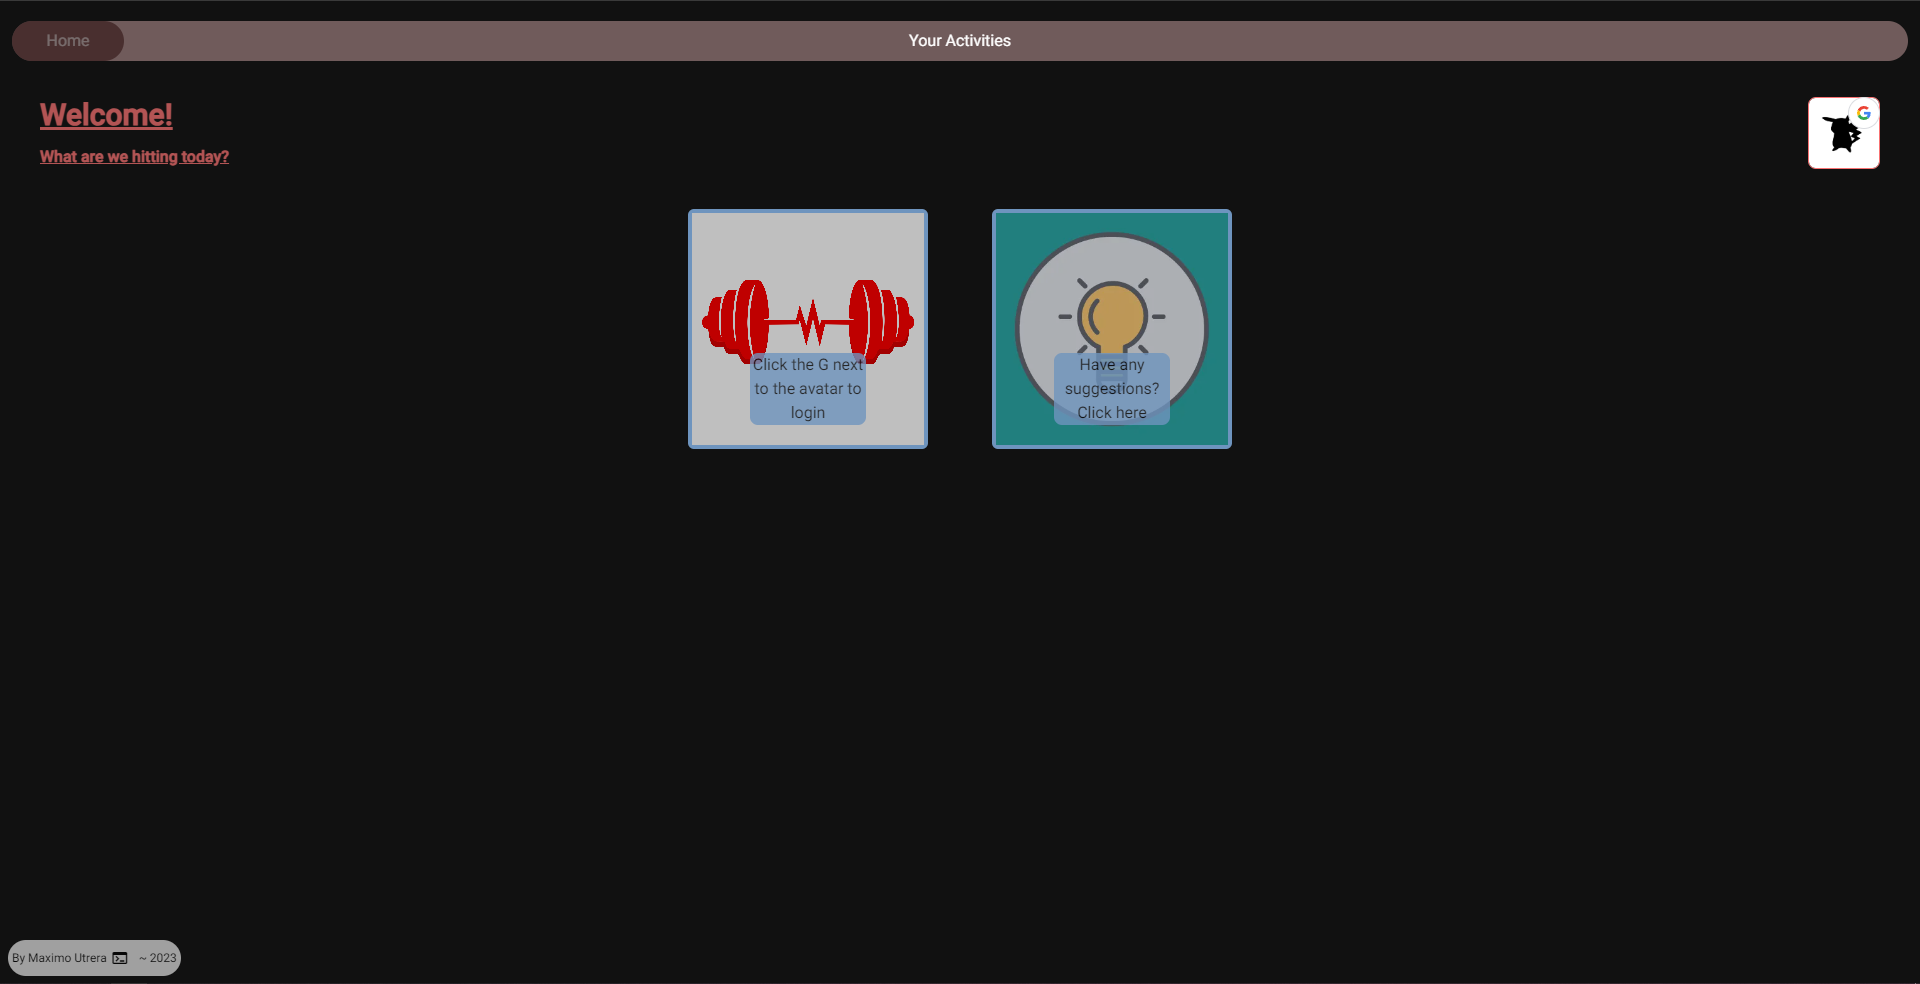 Home
Your Activities
Welcome!
What are we hitting today?
Click the G next
to the avatar to
login
Have any
suggestions?
Click here
By Maximo Utrera ~ 2023